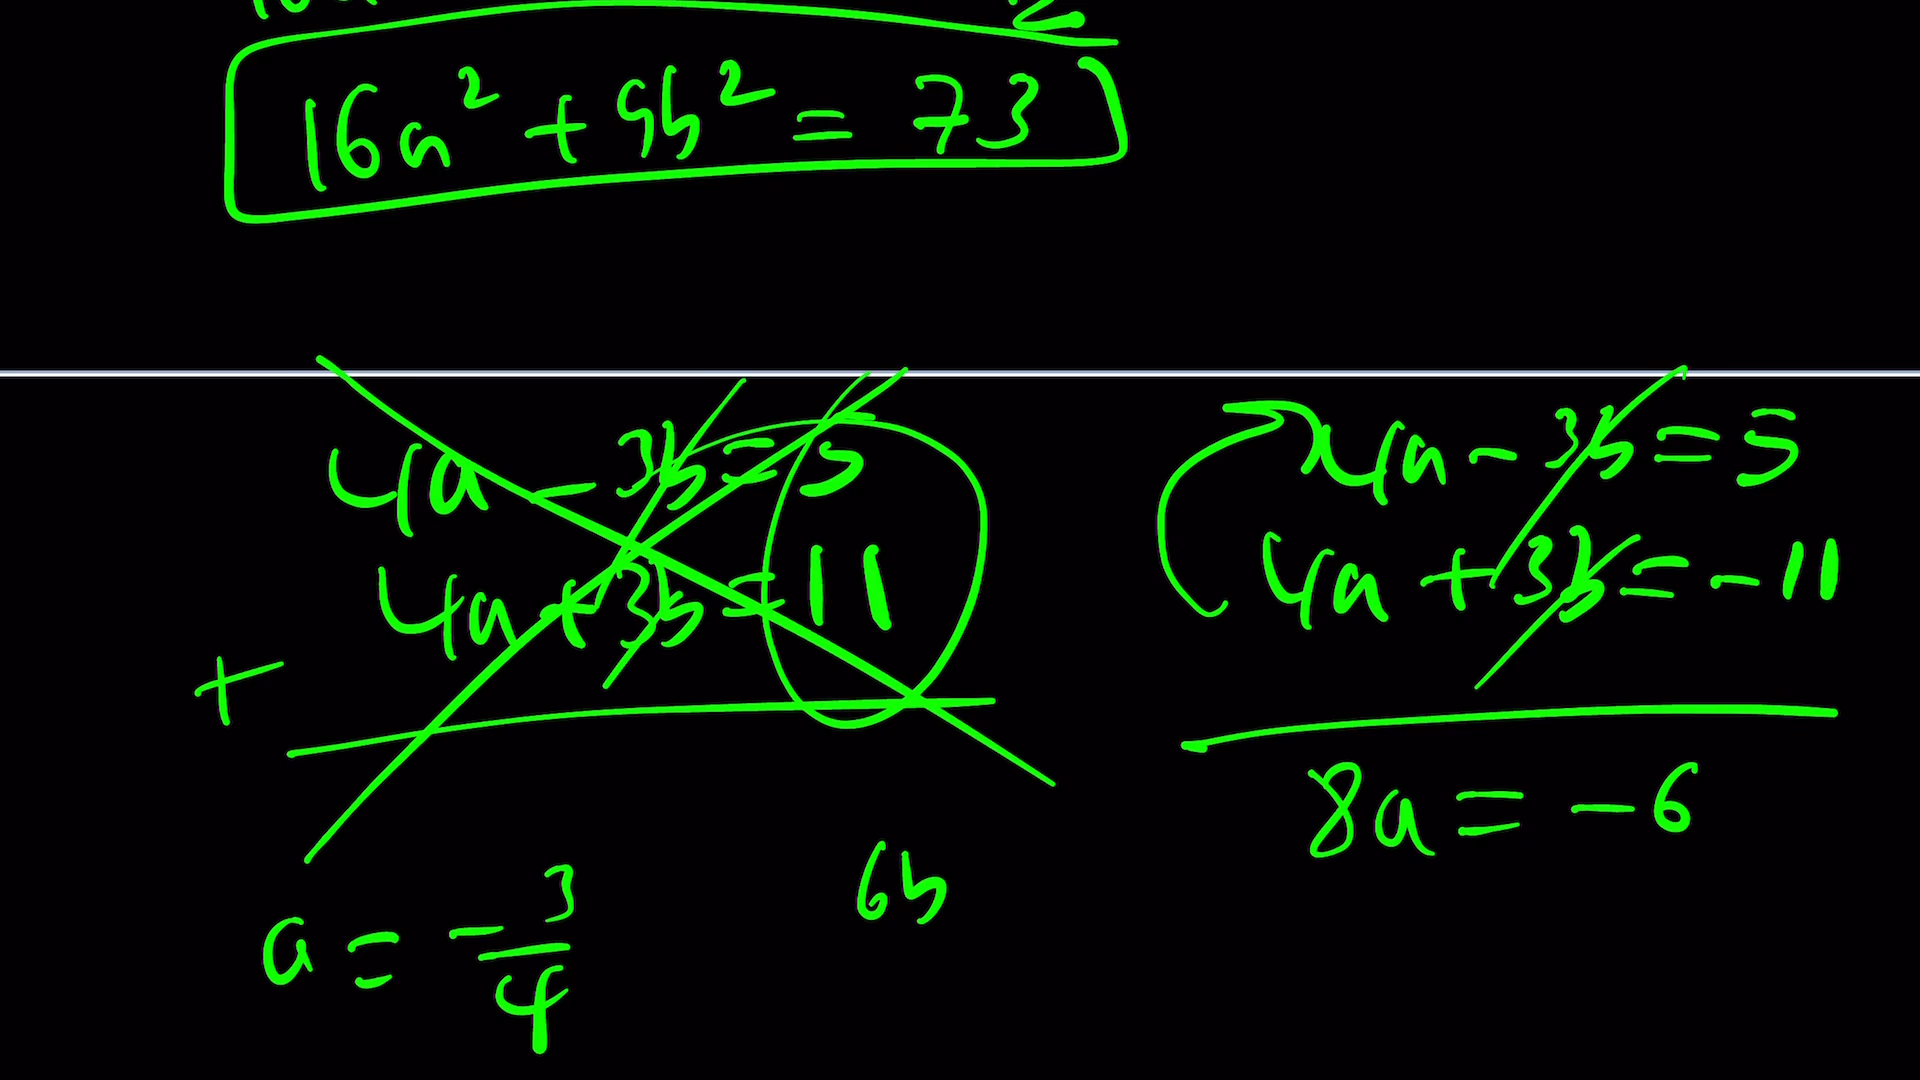 16a² + 9b² = 73
4a - 3b = 5
4a + 3b = 11
+
4a - 3b = 5
4a + 3b = -11
8a = -6
a = -3/4
6b